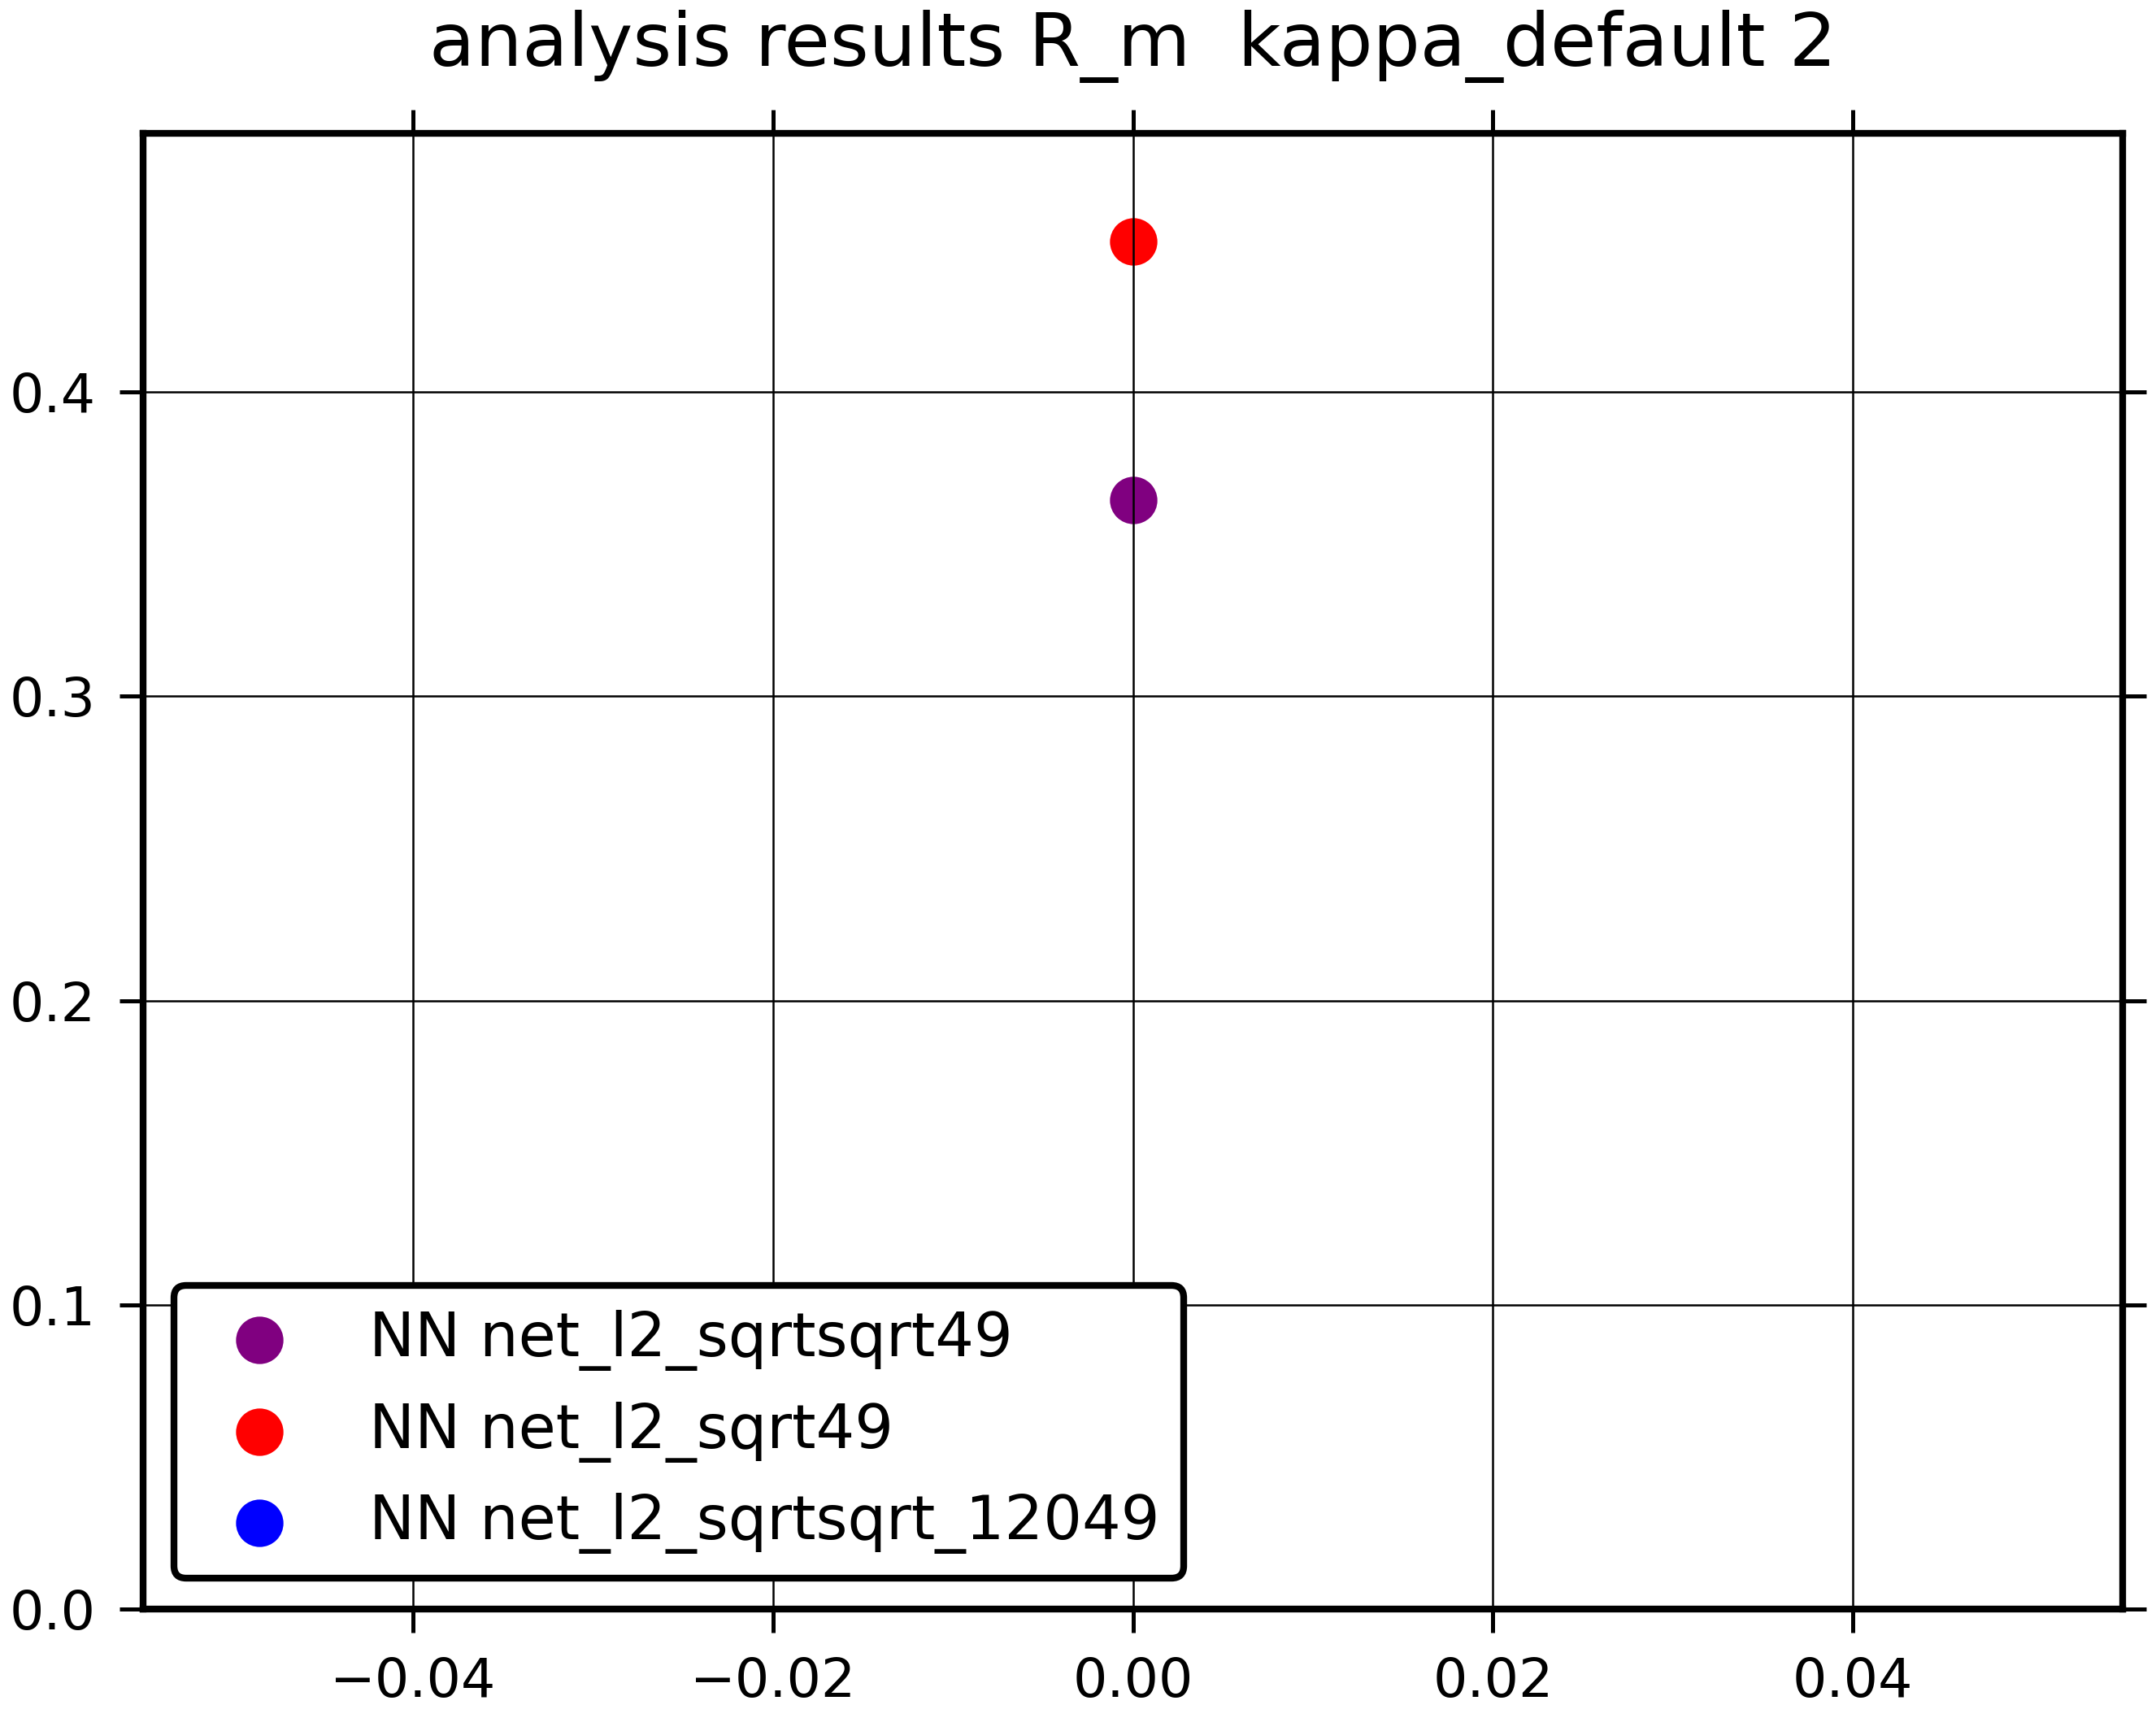 analysis results R_m  kappa_default 2
0.4
0.3
0.2
0.1
0.0
NN net_l2_sqrtsqrt49
NN net_l2_sqrt49
NN net_l2_sqrtsqrt_12049
−0.04 −0.02 0.00 0.02 0.04